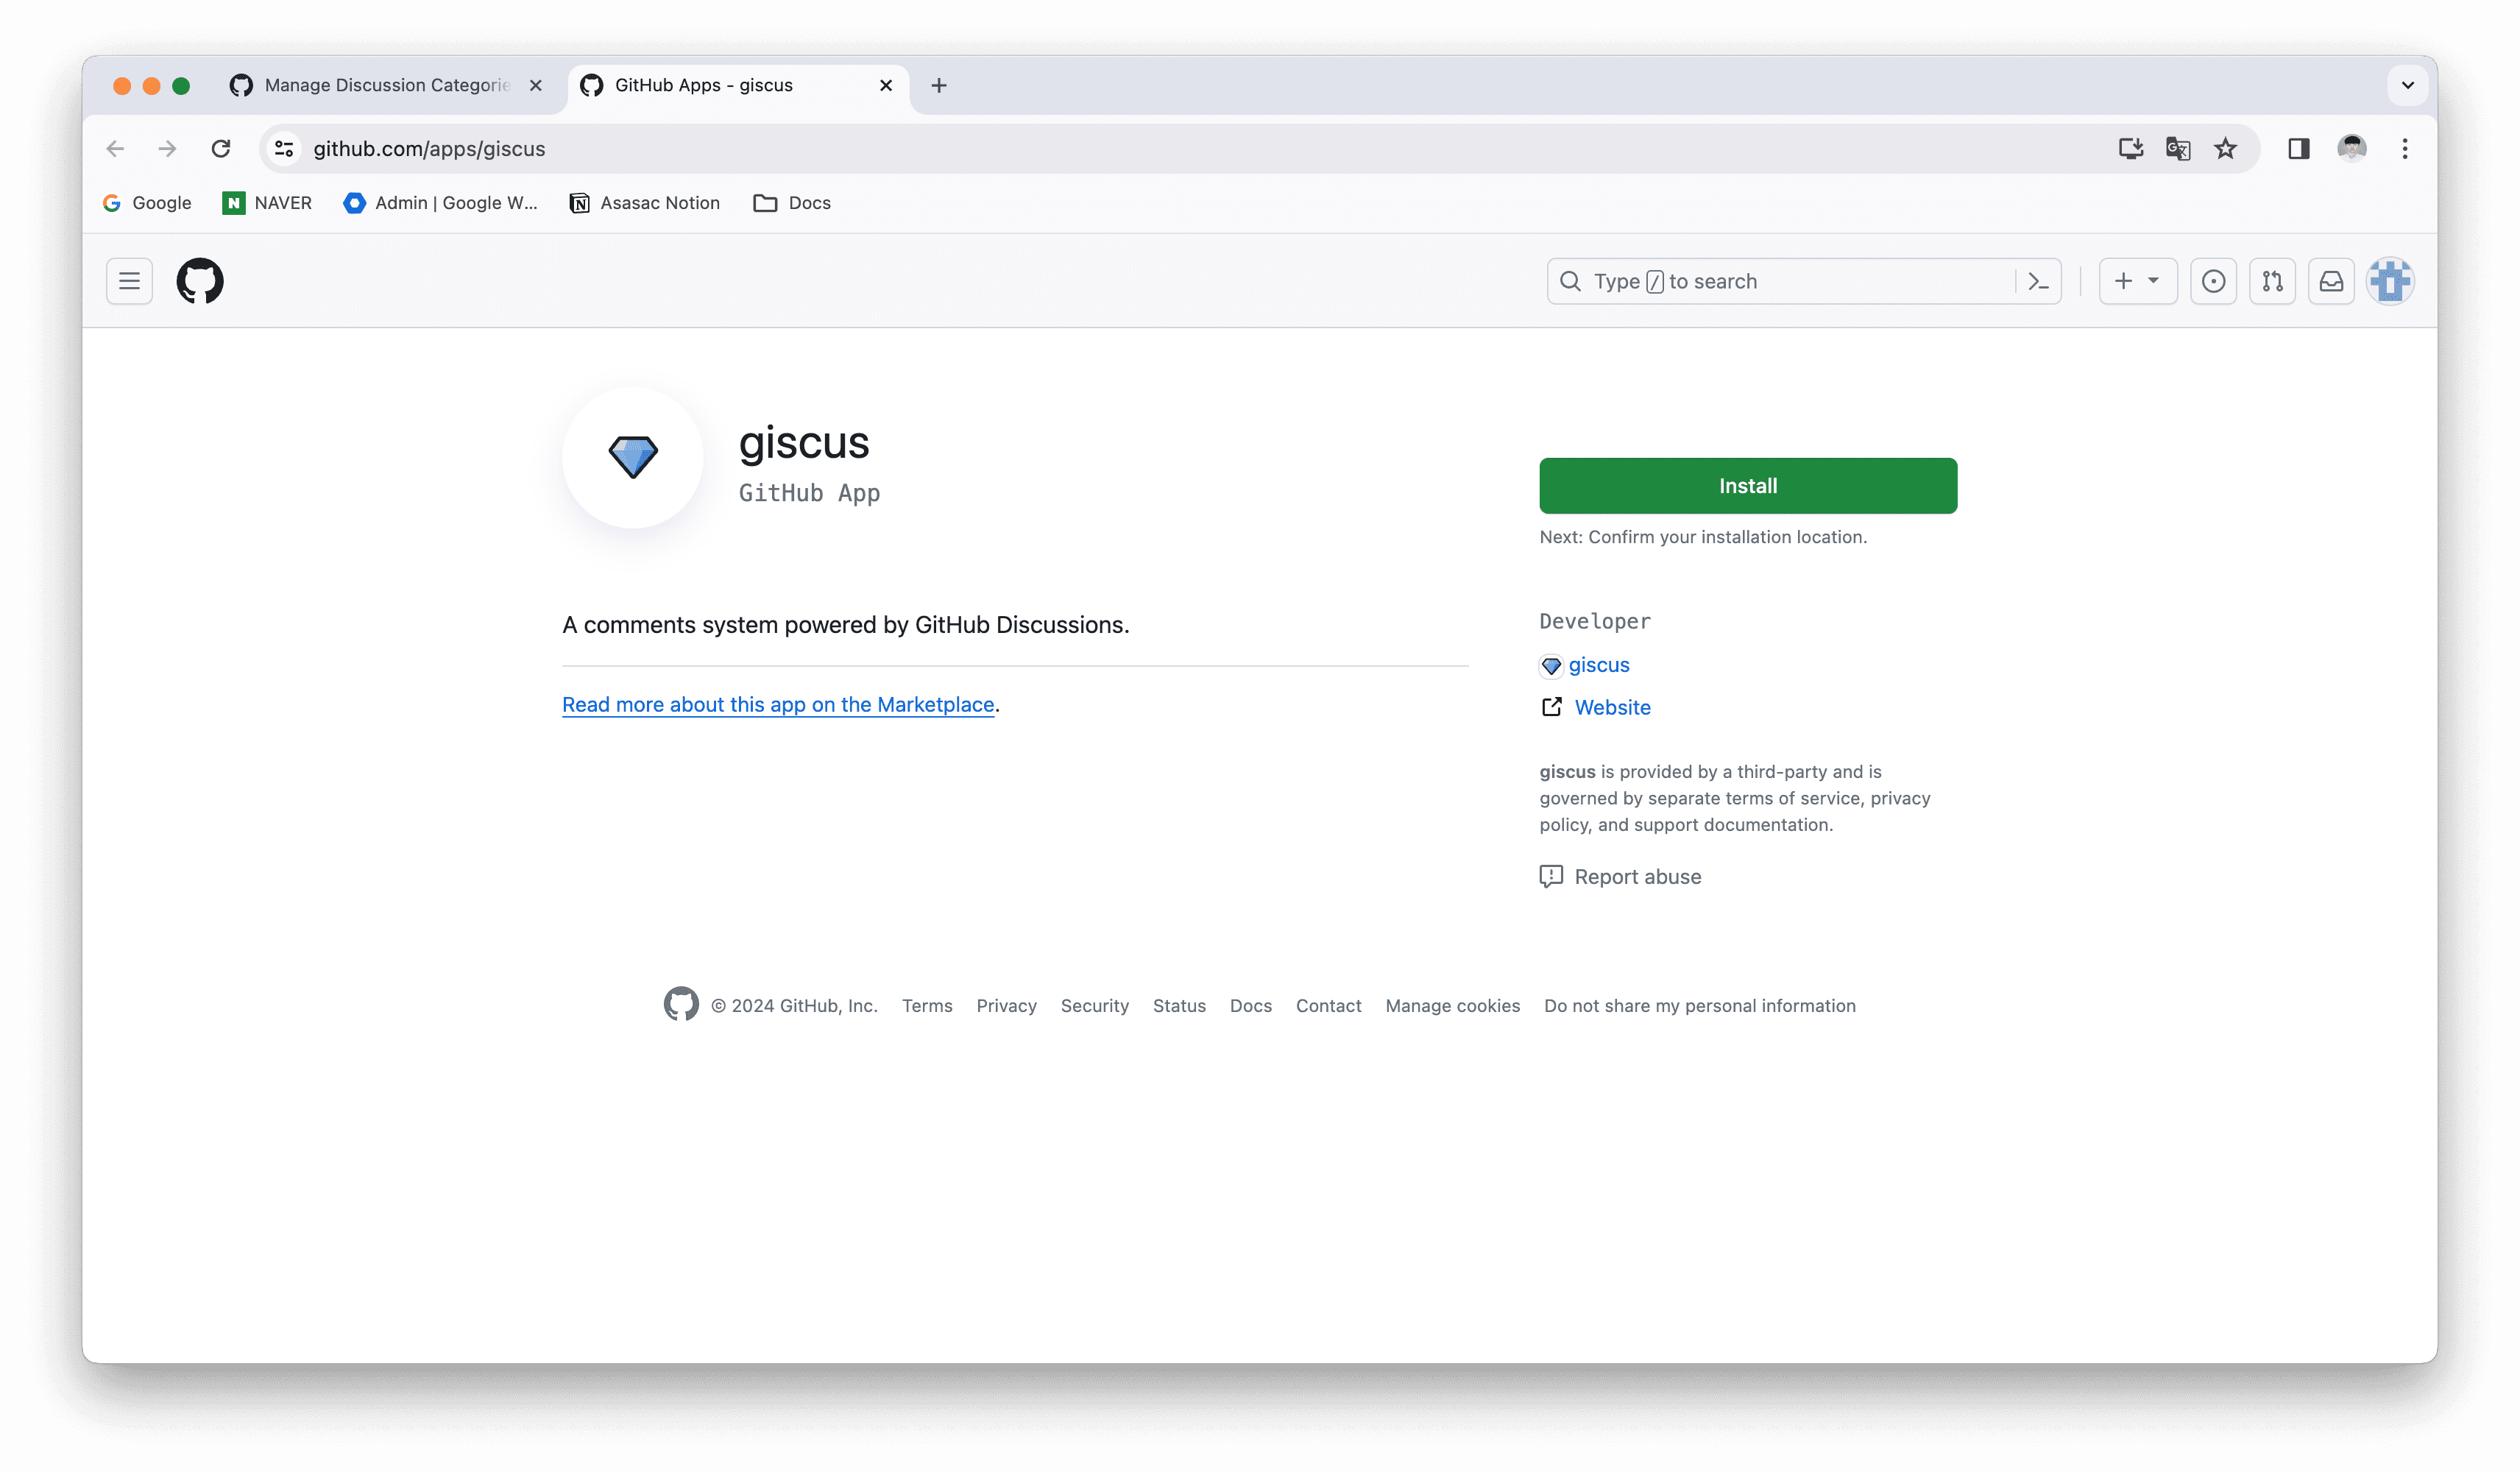 Manage Discussion Categorie
GitHub Apps - giscus
github.com/apps/giscus
Google
NAVER
Admin | Google W...
Asasac Notion
Docs
Type / to search
giscus
GitHub App
Install
Next: Confirm your installation location.
A comments system powered by GitHub Discussions.
Read more about this app on the Marketplace.
Developer
giscus
Website
giscus is provided by a third-party and is
governed by separate terms of service, privacy
policy, and support documentation.
Report abuse
© 2024 GitHub, Inc. Terms Privacy Security Status Docs Contact Manage cookies Do not share my personal information